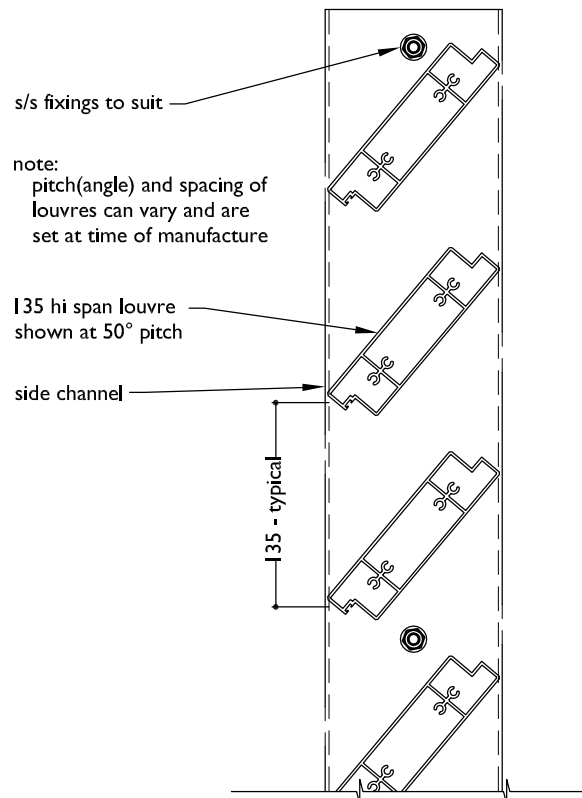 s/s fixings to suit
note:
pitch(angle) and spacing of
louvres can vary and are
set at time of manufacture
135 hi span louvre
shown at 50° pitch
side channel
135 - typical